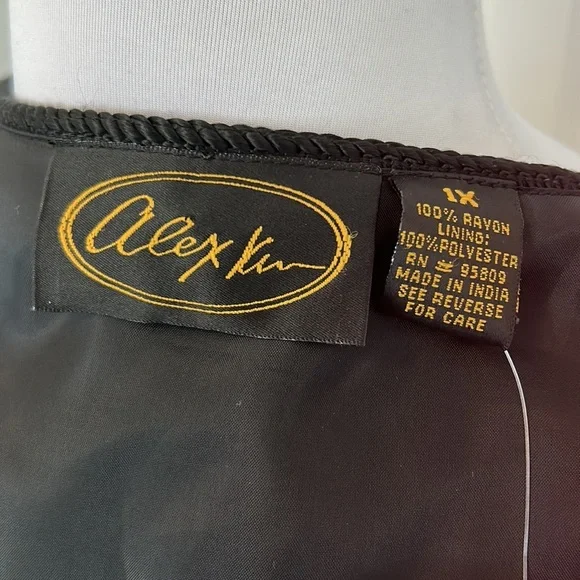 alex Kim
1X
100% RAYON
LINING:
100% POLYESTER
RN # 95809
MADE IN INDIA
SEE REVERSE
FOR CARE